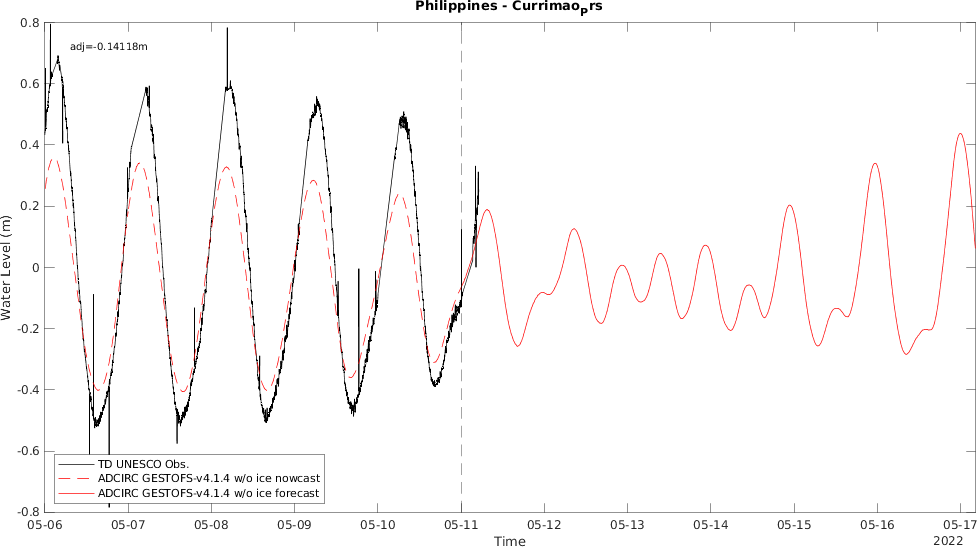 Philippines - Currimaoprs
adj=-0.14118m
Water Level (m)
0.8
0.6
0.4
0.2
0
-0.2
-0.4
-0.6
-0.8
TD UNESCO Obs.
ADCIRC GESTOFS-v4.1.4 w/o ice nowcast
ADCIRC GESTOFS-v4.1.4 w/o ice forecast
05-06 05-07 05-08 05-09 05-10 05-11 05-12 05-13 05-14 05-15 05-16 05-17
Time
2022